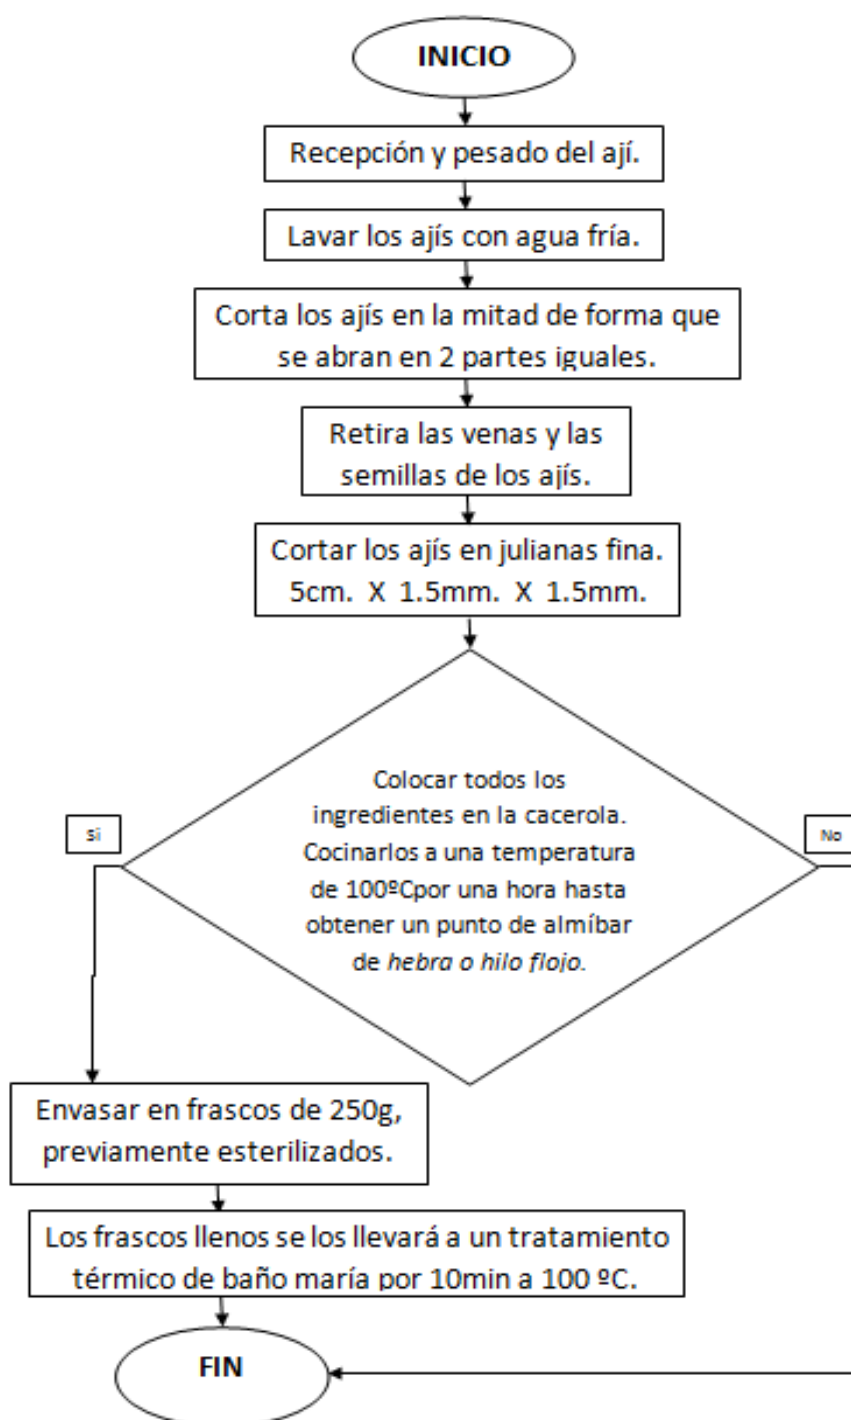 INICIO
Recepción y pesado del ají.
Lavar los ajís con agua fría.
Corta los ajís en la mitad de forma que
se abran en 2 partes iguales.
Retira las venas y las
semillas de los ajís.
Cortar los ajís en julianas fina.
5cm. X 1.5mm. X 1.5mm.
Colocar todos los
ingredientes en la cacerola.
Cocinarlos a una temperatura
de 100ºCpor una hora hasta
obtener un punto de almíbar
de hebra o hilo flojo.
Si
No
Envasar en frascos de 250g,
previamente esterilizados.
Los frascos llenos se los llevará a un tratamiento
térmico de baño maría por 10min a 100 ºC.
FIN